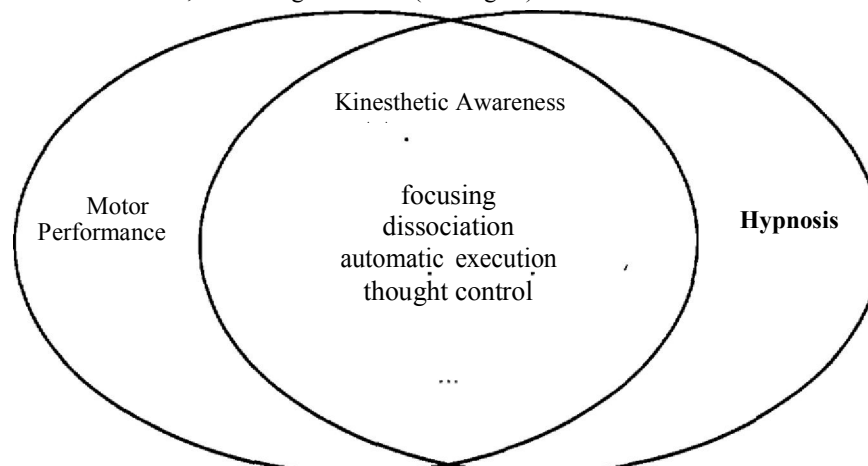 Kinesthetic Awareness
focusing
dissociation
automatic execution
thought control
Motor
Performance
Hypnosis
...